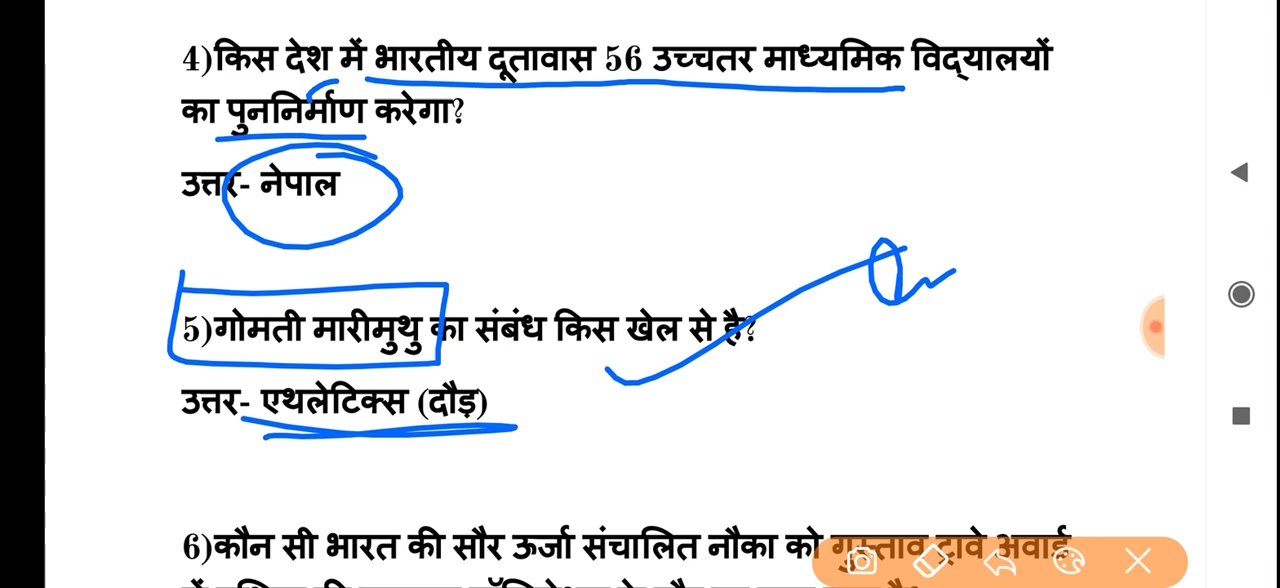 4)किस देश में भारतीय दूतावास 56 उच्चतर माध्यमिक विद्यालयों
का पुननिर्माण करेगा?
उत्तर- नेपाल
5)गोमती मारीमुथु का संबंध किस खेल से है?
उत्तर- एथलेटिक्स (दौड़)
6)कौन सी भारत की सौर ऊर्जा संचालित नौका को गुस्ताव ट्रावे अवार्ड